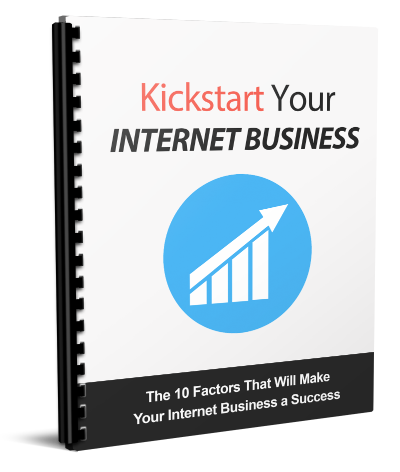 Kickstart Your
INTERNET BUSINESS
The 10 Factors That Will Make
Your Internet Business a Success